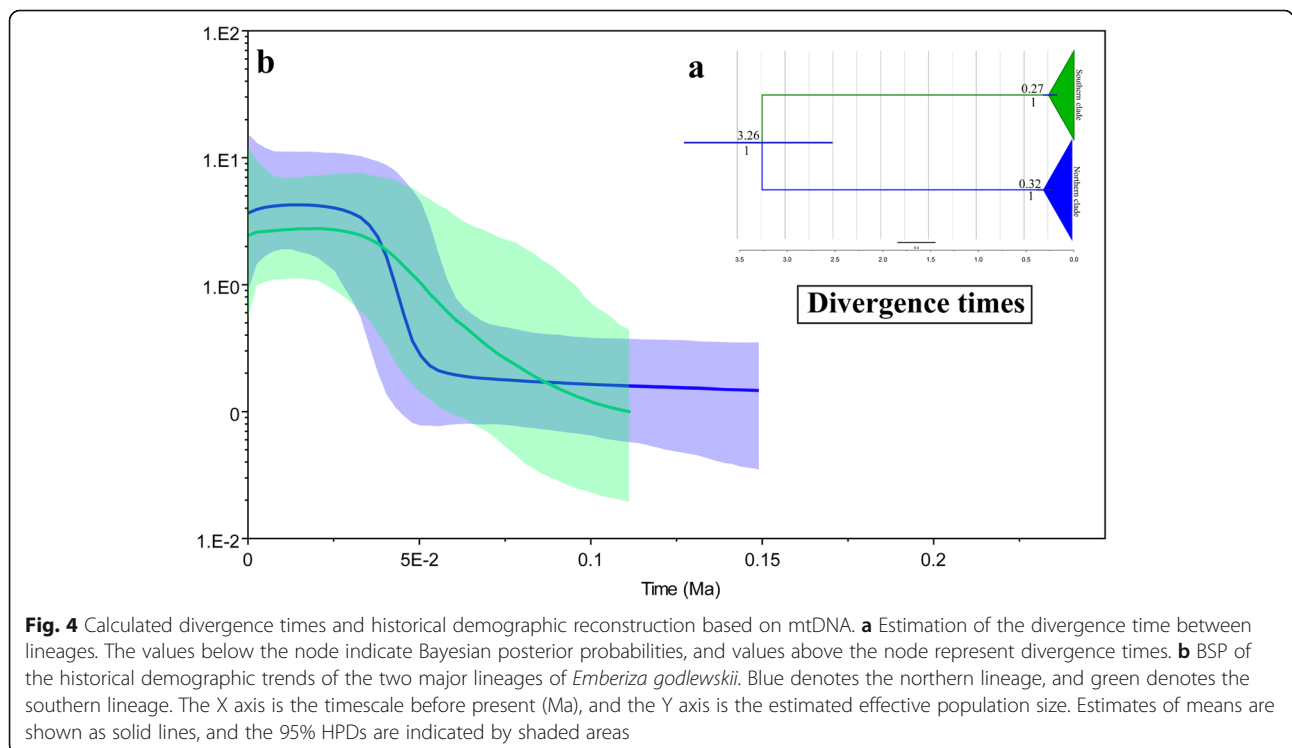 1.E2
b
1.E1
1.E0
0
1.E-2
0
5E-2
0.1
0.15
0.2
Time (Ma)
a
0.27
1
Southern clade
3.26
1
0.32
1
Northern clade
3.5
3.0
2.5
2.0
1.5
1.0
0.5
0.0
Divergence times
Fig. 4 Calculated divergence times and historical demographic reconstruction based on mtDNA. a Estimation of the divergence time between
lineages. The values below the node indicate Bayesian posterior probabilities, and values above the node represent divergence times. b BSP of
the historical demographic trends of the two major lineages of Emberiza godlewskii. Blue denotes the northern lineage, and green denotes the
southern lineage. The X axis is the timescale before present (Ma), and the Y axis is the estimated effective population size. Estimates of means are
shown as solid lines, and the 95% HPDs are indicated by shaded areas